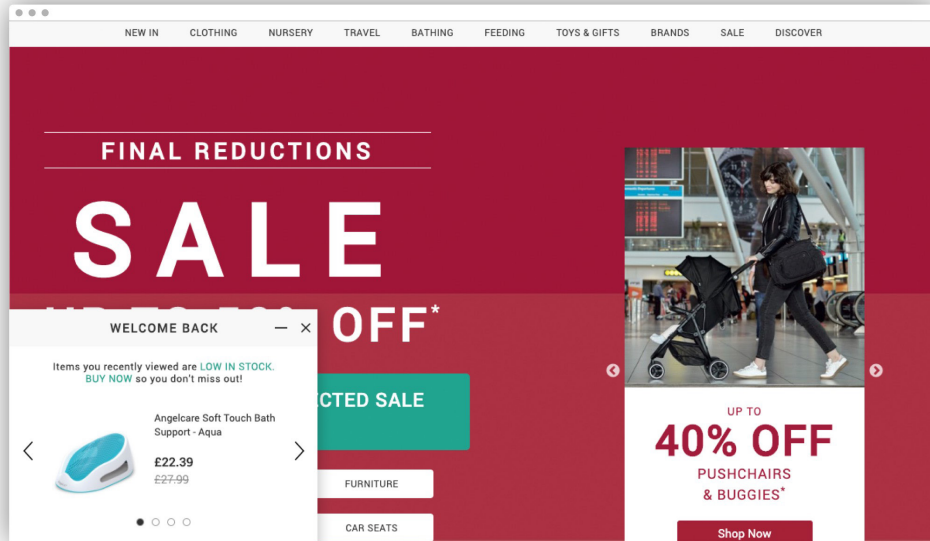 NEW IN CLOTHING NURSERY TRAVEL BATHING FEEDING TOYS & GIFTS BRANDS SALE DISCOVER
FINAL REDUCTIONS
SALE
OFF*
CTED SALE
FURNITURE
CAR SEATS
WELCOME BACK
Items you recently viewed are LOW IN STOCK.
BUY NOW so you don't miss out!
Angelcare Soft Touch Bath
Support - Aqua
£22.39
£27.99
UP TO
40% OFF
PUSHCHAIRS
& BUGGIES*
Shop Now